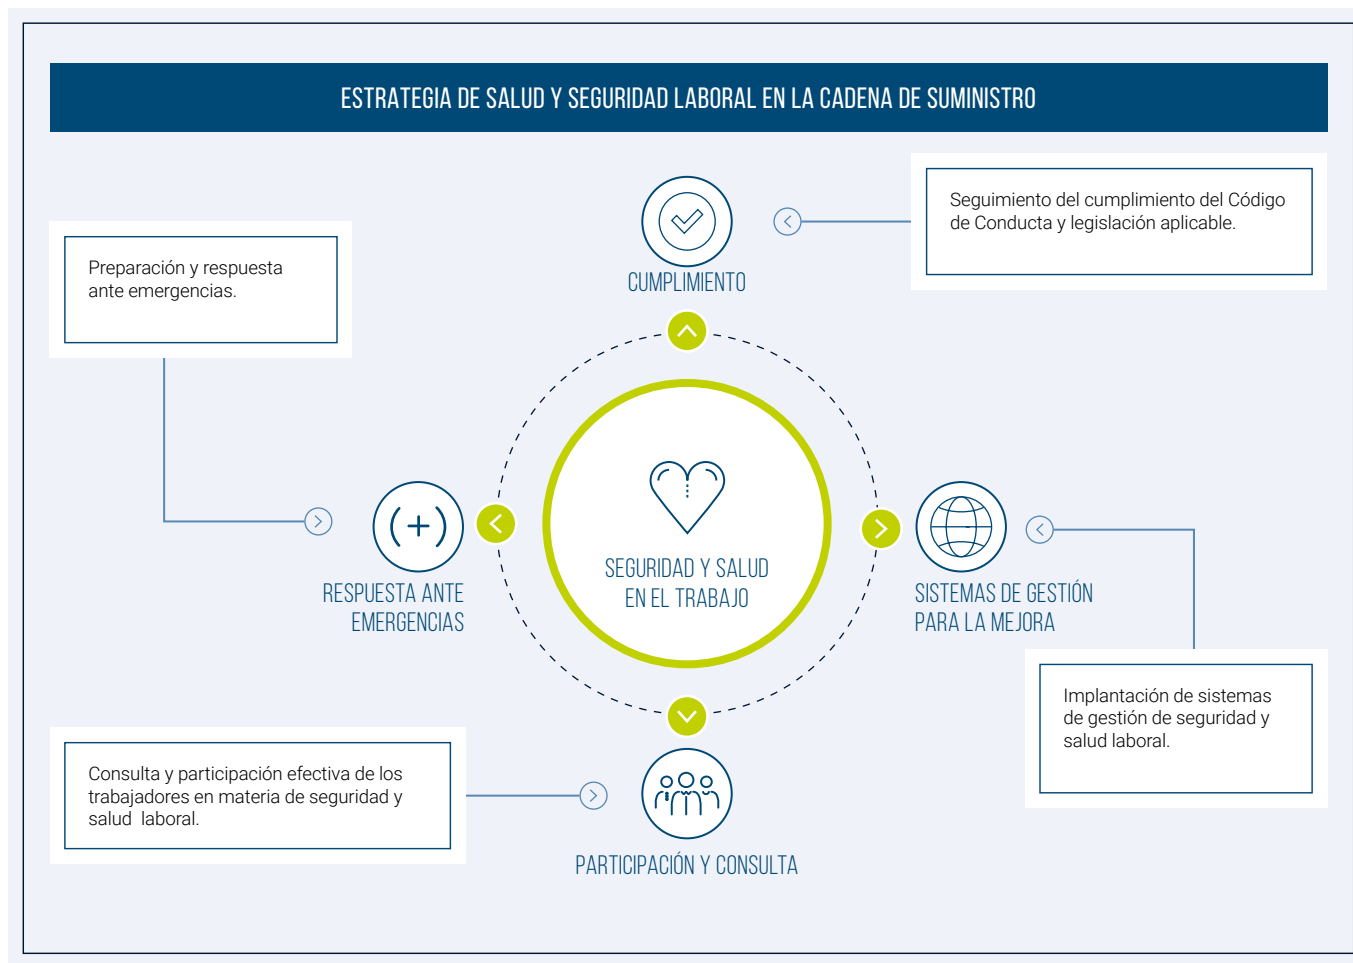 ESTRATEGIA DE SALUD Y SEGURIDAD LABORAL EN LA CADENA DE SUMINISTRO
Seguimiento del cumplimiento del Código
de Conducta y legislación aplicable.
CUMPLIMIENTO
Preparación y respuesta
ante emergencias.
RESPUESTA ANTE
EMERGENCIAS
SEGURIDAD Y SALUD
EN EL TRABAJO
SISTEMAS DE GESTIÓN
PARA LA MEJORA
Implantación de sistemas
de gestión de seguridad y
salud laboral.
Consulta y participación efectiva de los
trabajadores en materia de seguridad y
salud laboral.
PARTICIPACIÓN Y CONSULTA